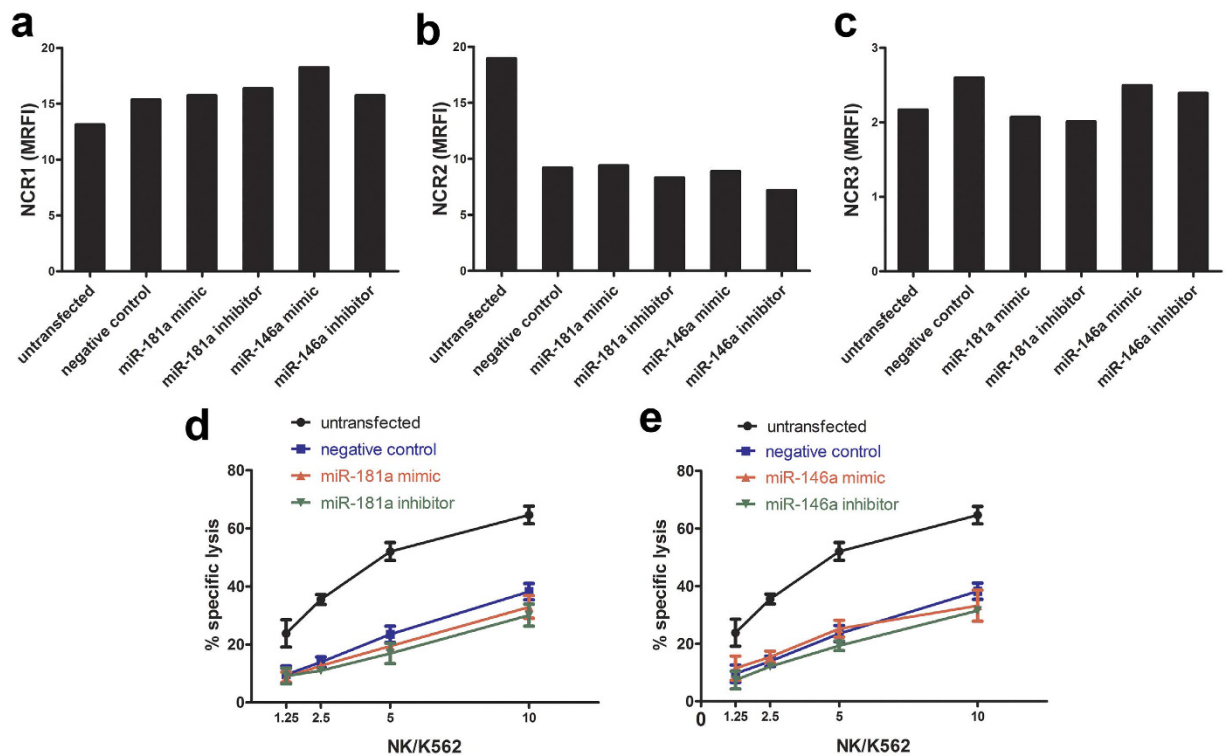 a
NCR1 (MRFI)
20
15
10
5
0
untransfected
negative control
miR-181a mimic
miR-181a inhibitor
miR-146a mimic
miR-146a inhibitor
b
NCR2 (MRFI)
20
15
10
5
0
untransfected
negative control
miR-181a mimic
miR-181a inhibitor
miR-146a mimic
miR-146a inhibitor
c
NCR3 (MRFI)
3
2
1
0
untransfected
negative control
miR-181a mimic
miR-181a inhibitor
miR-146a mimic
miR-146a inhibitor
d
untransfected
negative control
miR-181a mimic
miR-181a inhibitor
% specific lysis
80
60
40
20
0
1.25 2.5 5 10
NK/K562
e
untransfected
negative control
miR-146a mimic
miR-146a inhibitor
% specific lysis
80
60
40
20
0
0 1.25 2.5 5 10
NK/K562